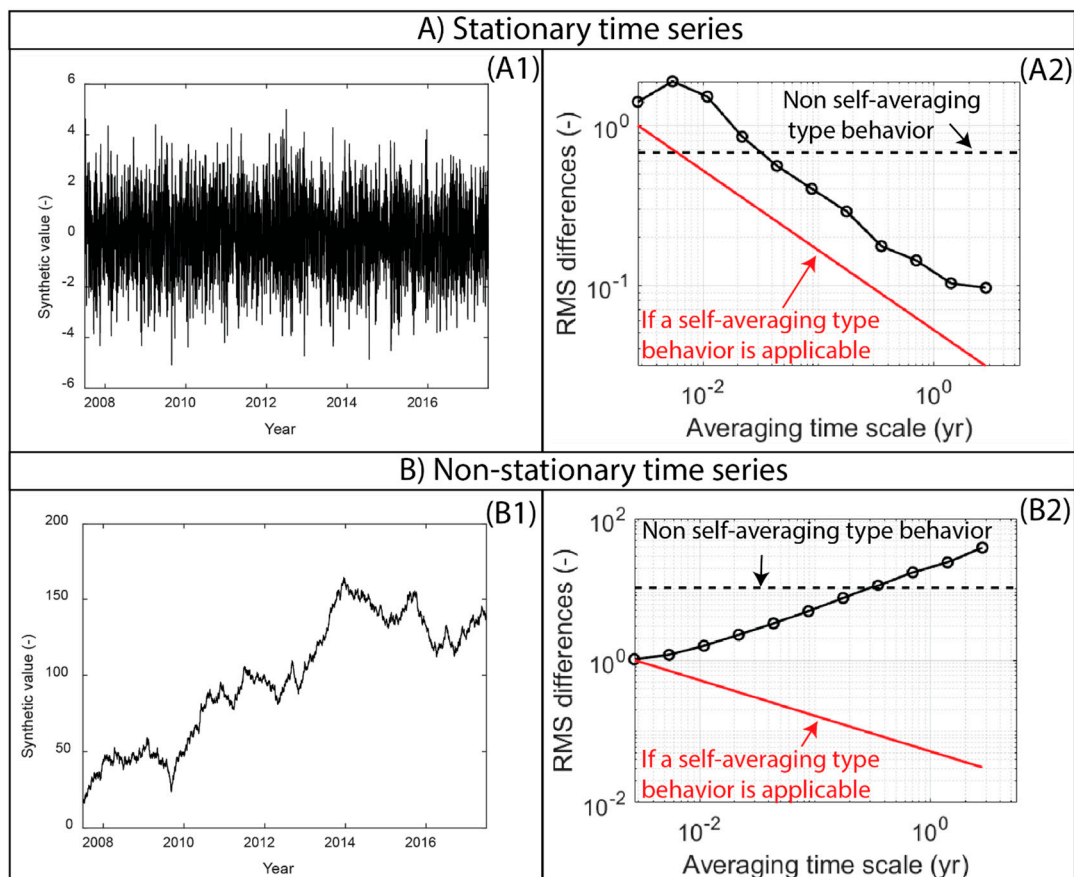 A) Stationary time series
(A1)
6
4
2
0
-2
-4
-6
Synthetic value (-)
2008 2010 2012 2014 2016
Year
(A2)
Non self-averaging
type behavior
10^0
10^-1
RMS differences (-)
If a self-averaging type
behavior is applicable
10^-2 10^0
Averaging time scale (yr)
B) Non-stationary time series
(B1)
200
150
100
50
0
Synthetic value (-)
2008 2010 2012 2014 2016
Year
(B2)
Non self-averaging type behavior
10^2
10^0
10^-2
RMS differences (-)
If a self-averaging type
behavior is applicable
10^-2 10^0
Averaging time scale (yr)